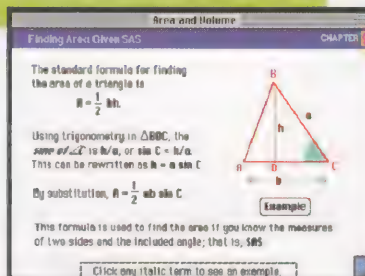 Area and Volume
Finding Area Given SAS
CHAPTER
The standard formula for finding
the area of a triangle is
A = 1/2 bh.
B
a
h
A
D
C
b
Using trigonometry in △BDC, the
sine of ∠C is h/a, or sin C = h/a.
This can be rewritten as h = a sin C
By substitution, A = 1/2 ab sin C
Example
This formula is used to find the area if you know the measures
of two sides and the included angle; that is, SAS
Click any italic term to see an example.